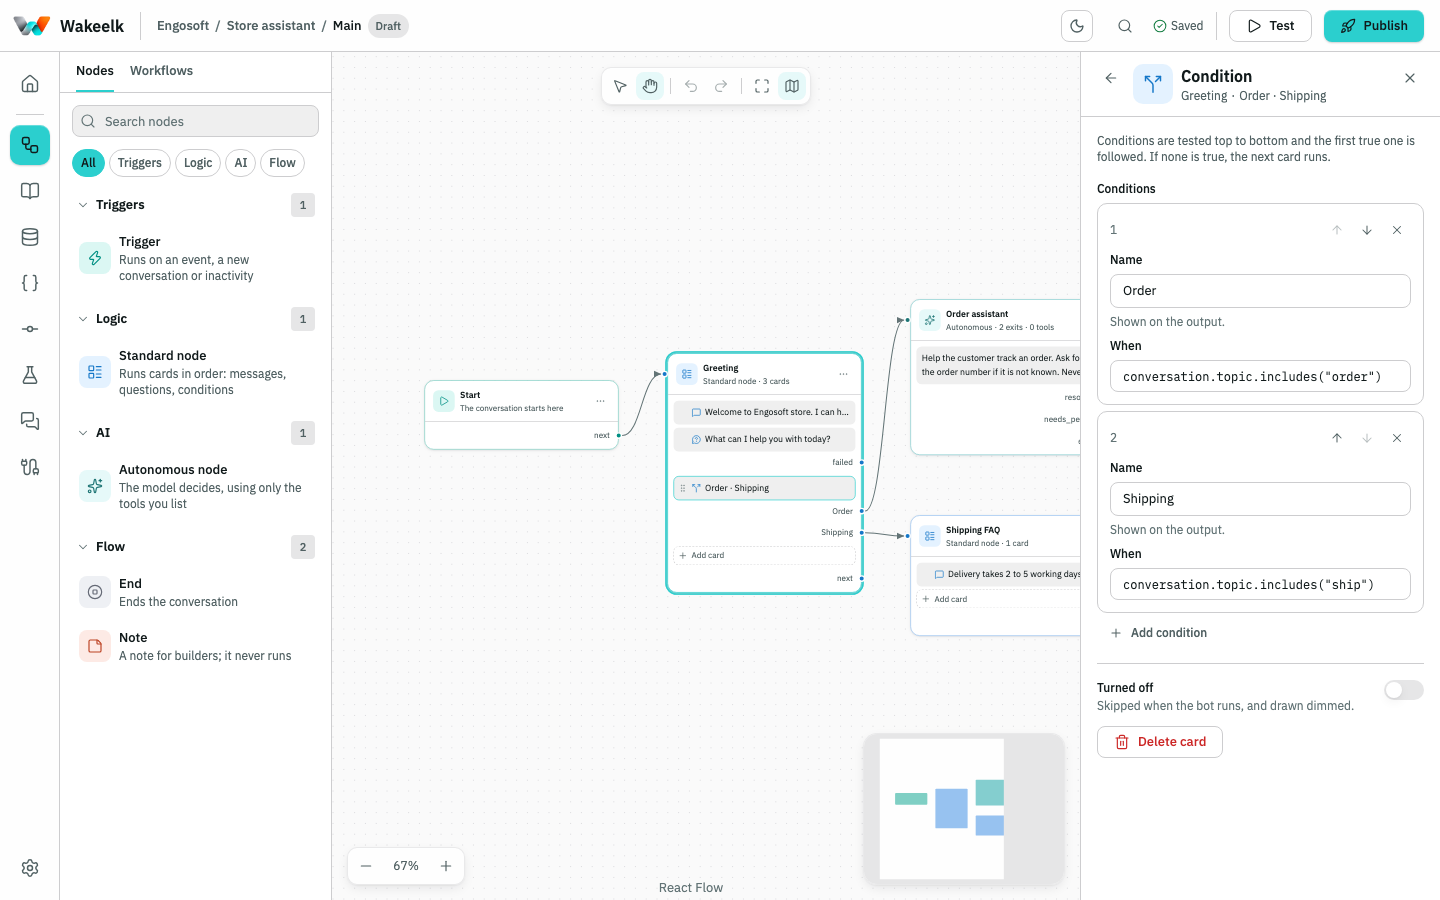 Wakeelk
Engosoft / Store assistant / Main Draft
Saved
Test
Publish
Nodes
Workflows
Search nodes
All
Triggers
Logic
AI
Flow
Triggers 1
Trigger
Runs on an event, a new
conversation or inactivity
Logic 1
Standard node
Runs cards in order: messages,
questions, conditions
AI 1
Autonomous node
The model decides, using only the
tools you list
Flow 2
End
Ends the conversation
Note
A note for builders; it never runs
Start
The conversation starts here
next
Greeting
Standard node · 3 cards
Welcome to Engosoft store. I can h...
What can I help you with today?
failed
Order · Shipping
Order
Shipping
Add card
next
Order assistant
Autonomous · 2 exits · 0 tools
Help the customer track an order. Ask fo
the order number if it is not known. Neve
reso
needs_pe
Shipping FAQ
Standard node · 1 card
Delivery takes 2 to 5 working days
Add card
67%
React Flow
Condition
Greeting · Order · Shipping
Conditions are tested top to bottom and the first true one is
followed. If none is true, the next card runs.
Conditions
1
Name
Order
Shown on the output.
When
conversation.topic.includes("order")
2
Name
Shipping
Shown on the output.
When
conversation.topic.includes("ship")
Add condition
Turned off
Skipped when the bot runs, and drawn dimmed.
Delete card